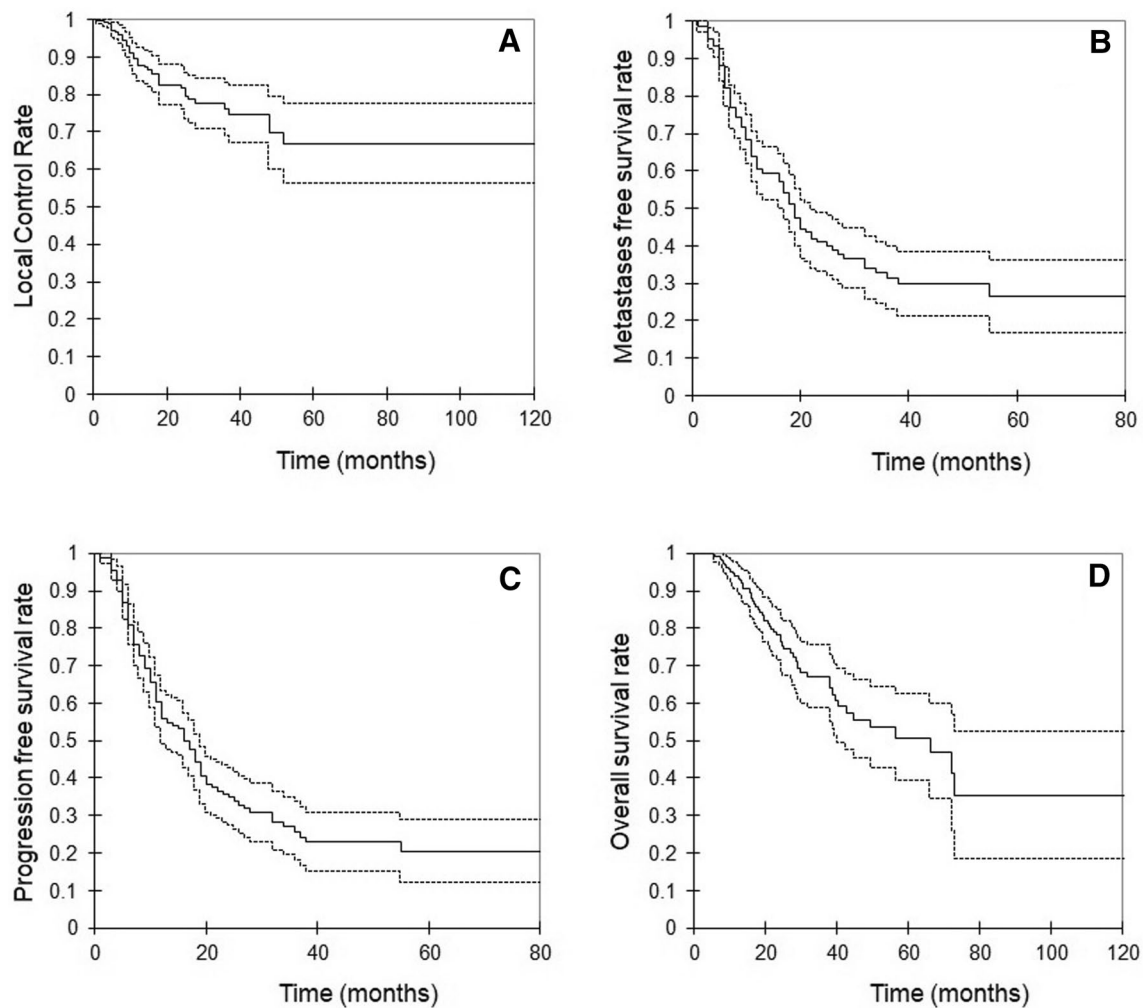 A
Local Control Rate
1
0.9
0.8
0.7
0.6
0.5
0.4
0.3
0.2
0.1
0
0 20 40 60 80 100 120
Time (months)
B
Metastases free survival rate
1
0.9
0.8
0.7
0.6
0.5
0.4
0.3
0.2
0.1
0
0 20 40 60 80
Time (months)
C
Progression free survival rate
1
0.9
0.8
0.7
0.6
0.5
0.4
0.3
0.2
0.1
0
0 20 40 60 80
Time (months)
D
Overall survival rate
1
0.9
0.8
0.7
0.6
0.5
0.4
0.3
0.2
0.1
0
0 20 40 60 80 100 120
Time (months)